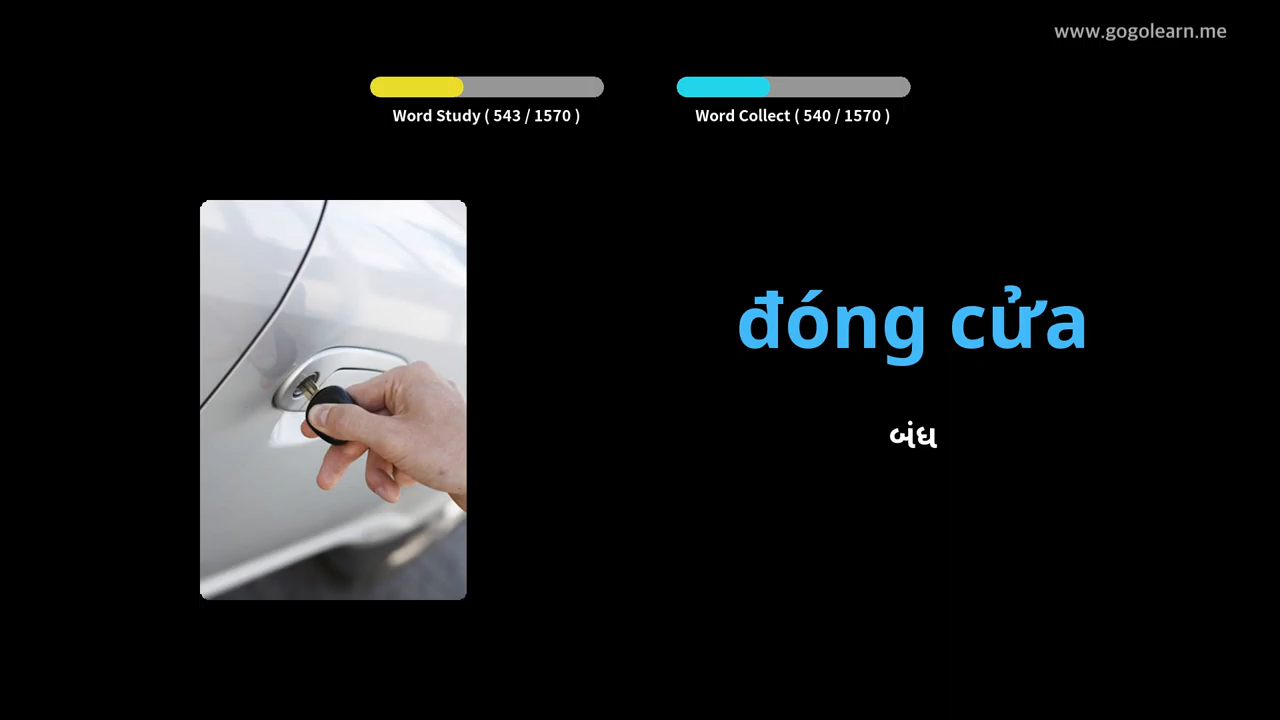 www.gogolearn.me
Word Study ( 543 / 1570 )
Word Collect ( 540 / 1570 )
đóng cửa
બંધ